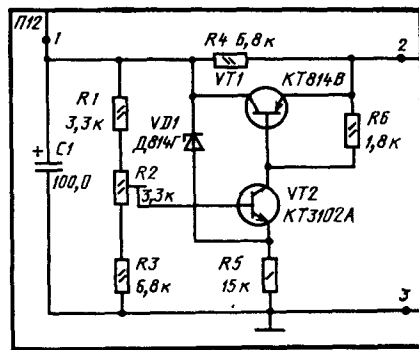 П12
1
R4 6,8к
2
VT1
КТ814В
R1
3,3к
VD1
Д814Г
R6
1,8к
+
C1
100,0
R2
3,3к
VT2
КТ3102А
R3
6,8к
R5
15к
3